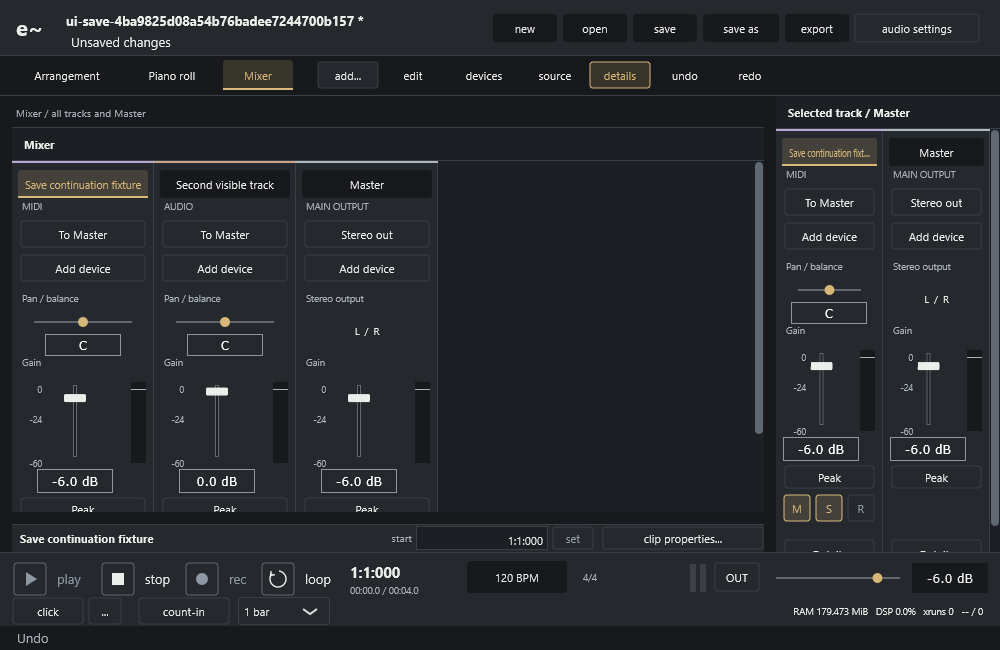 e~
ui-save-4ba9825d08a54b76badee7244700b157 *
Unsaved changes
new open save save as export audio settings
Arrangement Piano roll Mixer add... edit devices source details undo redo
Mixer / all tracks and Master
Mixer
Save continuation fixture Second visible track Master
MIDI AUDIO MAIN OUTPUT
To Master To Master Stereo out
Add device Add device Add device
Pan / balance Pan / balance Stereo output
L / R
C C
Gain Gain Gain
0 0 0
-24 -24 -24
-60 -60 -60
-6.0 dB 0.0 dB -6.0 dB
Peak Peak Peak
Selected track / Master
Save continuation fixt... Master
MIDI MAIN OUTPUT
To Master Stereo out
Add device Add device
Pan / balance Stereo output
L / R
C
Gain Gain
0 0
-24 -24
-60 -60
-6.0 dB -6.0 dB
Peak Peak
M S R
Save continuation fixture start 1:1:000 set clip properties...
play stop rec loop
1:1:000
00:00.0 / 00:04.0
120 BPM 4/4 OUT -6.0 dB
click ... count-in 1 bar
RAM 179.473 MiB DSP 0.0% xruns 0 -- / 0
Undo